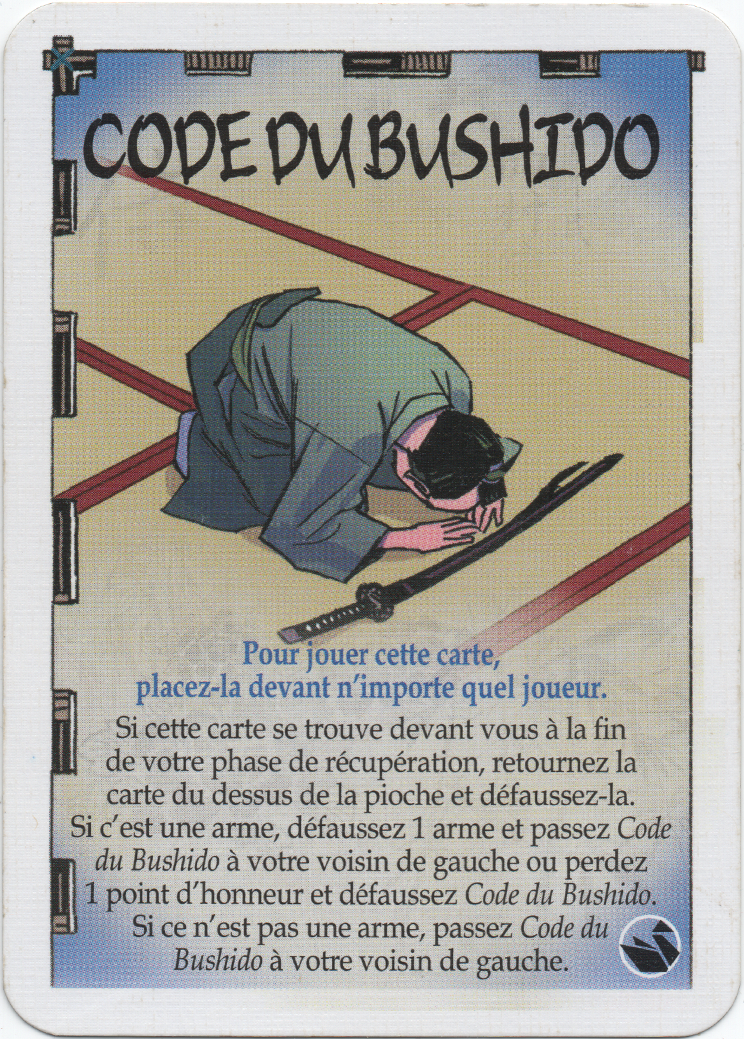 CODE DU BUSHIDO
Pour jouer cette carte,
placez-la devant n'importe quel joueur.
Si cette carte se trouve devant vous à la fin
de votre phase de récupération, retournez la
carte du dessus de la pioche et défaussez-la.
Si c'est une arme, défaussez 1 arme et passez Code
du Bushido à votre voisin de gauche ou perdez
1 point d'honneur et défaussez Code du Bushido.
Si ce n'est pas une arme, passez Code du
Bushido à votre voisin de gauche.